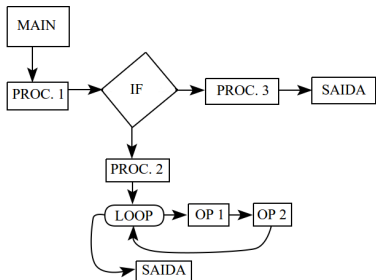 MAIN
PROC. 1
IF
PROC. 3
SAIDA
PROC. 2
LOOP
OP 1
OP 2
SAIDA